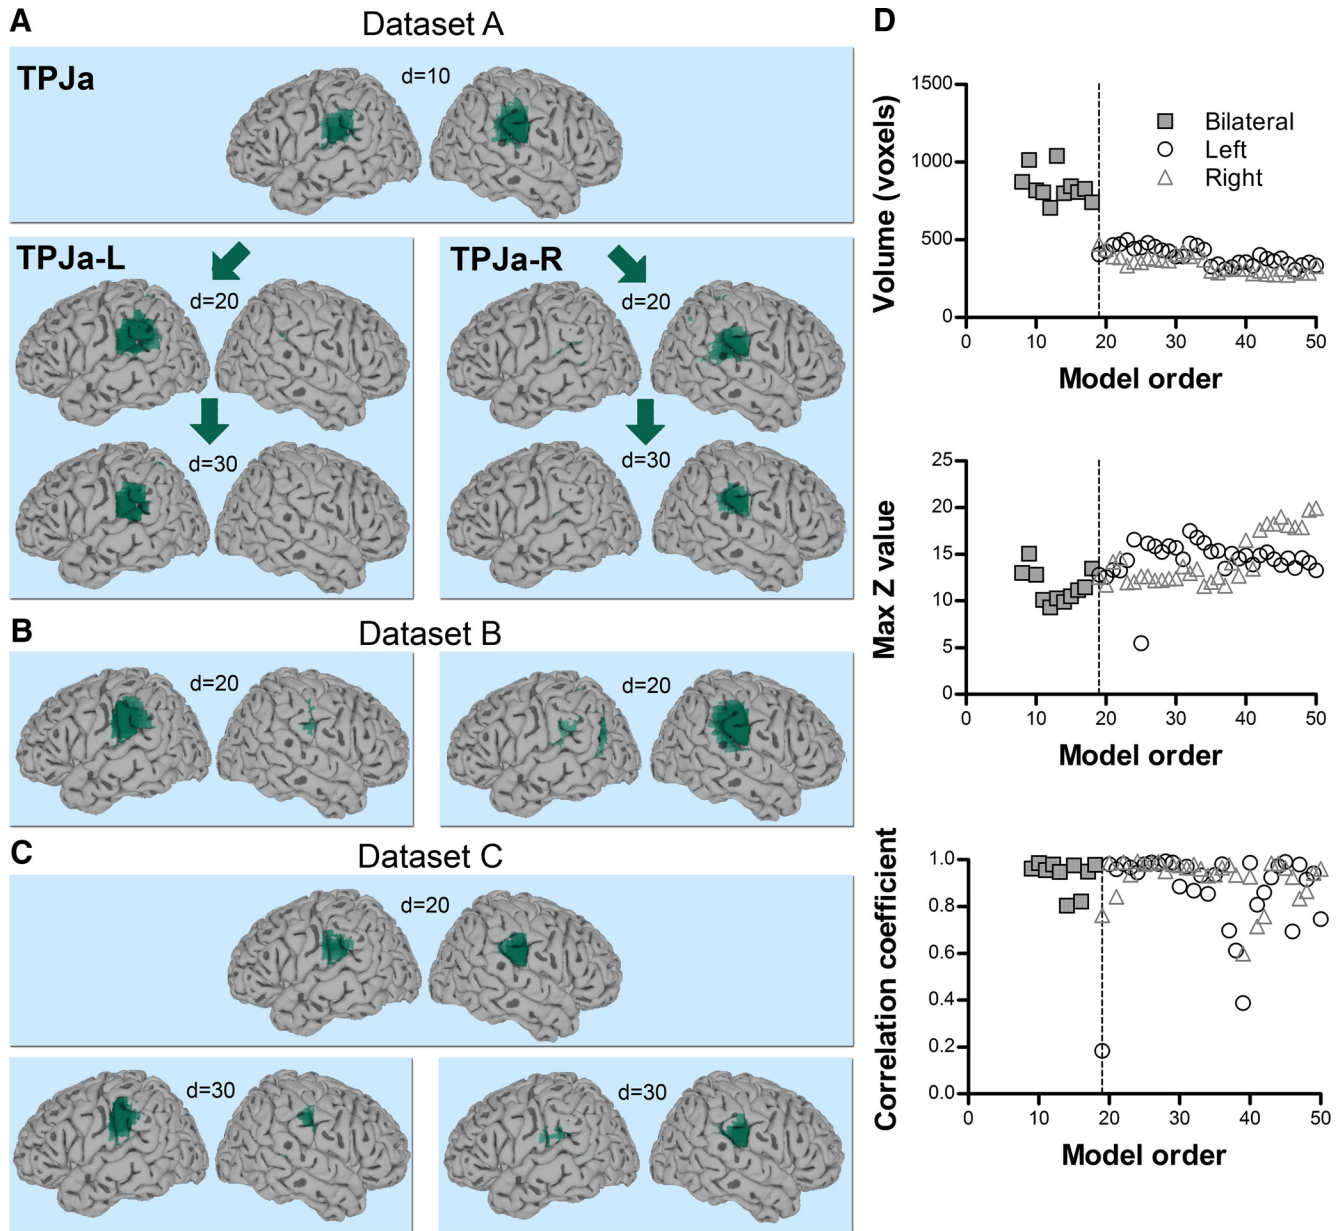 A
Dataset A
TPJa
d=10
TPJa-L
d=20
d=30
TPJa-R
d=20
d=30
B
Dataset B
d=20
d=20
C
Dataset C
d=20
d=30
d=30
D
Volume (voxels)
1500
1000
500
0
0 10 20 30 40 50
Model order
Bilateral
Left
Right
Max Z value
25
20
15
10
5
0
0 10 20 30 40 50
Model order
Correlation coefficient
1.0
0.8
0.6
0.4
0.2
0.0
0 10 20 30 40 50
Model order